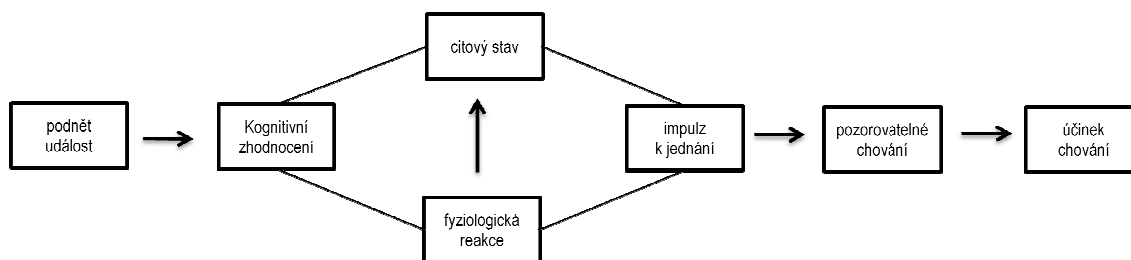 citový stav
podnět
událost
Kognitivní
zhodnocení
impulz
k jednání
pozorovatelné
chování
účinek
chování
fyziologická
reakce